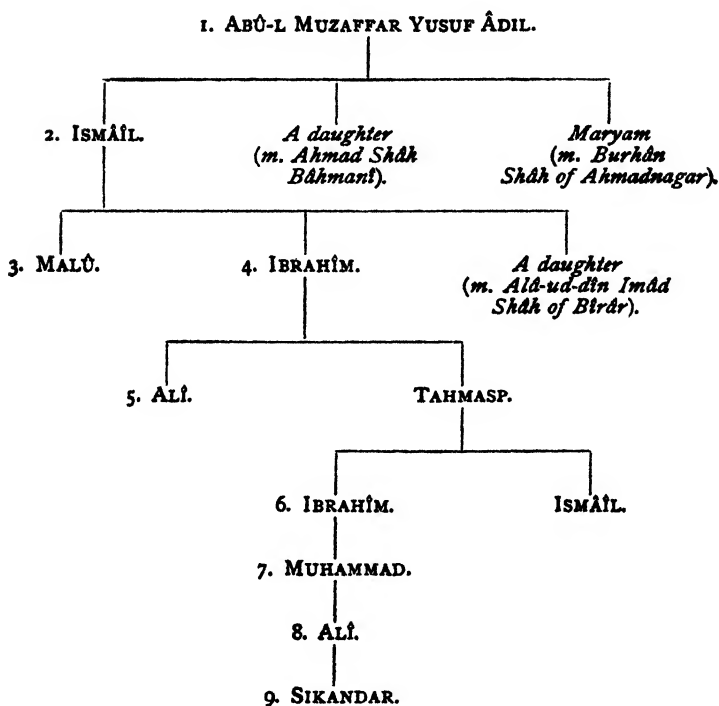 1. ABÛ-L MUZAFFAR YUSUF ÂDIL.
2. ISMÂÎL.
A daughter
(m. Ahmad Shâh
Bâhmanî).
Maryam
(m. Burhân
Shâh of Ahmadnagar).
3. MALÛ.
4. IBRAHÎM.
A daughter
(m. Alâ-ud-dîn Imâd
Shâh of Bîrâr).
5. ALÎ.
TAHMASP.
6. IBRAHÎM.
ISMÂÎL.
7. MUHAMMAD.
8. ALÎ.
9. SIKANDAR.